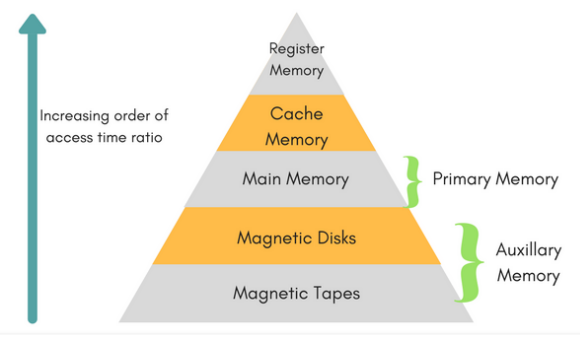 Register
Memory
Increasing order of
access time ratio
Cache
Memory
Main Memory
Primary Memory
Magnetic Disks
Auxillary
Memory
Magnetic Tapes